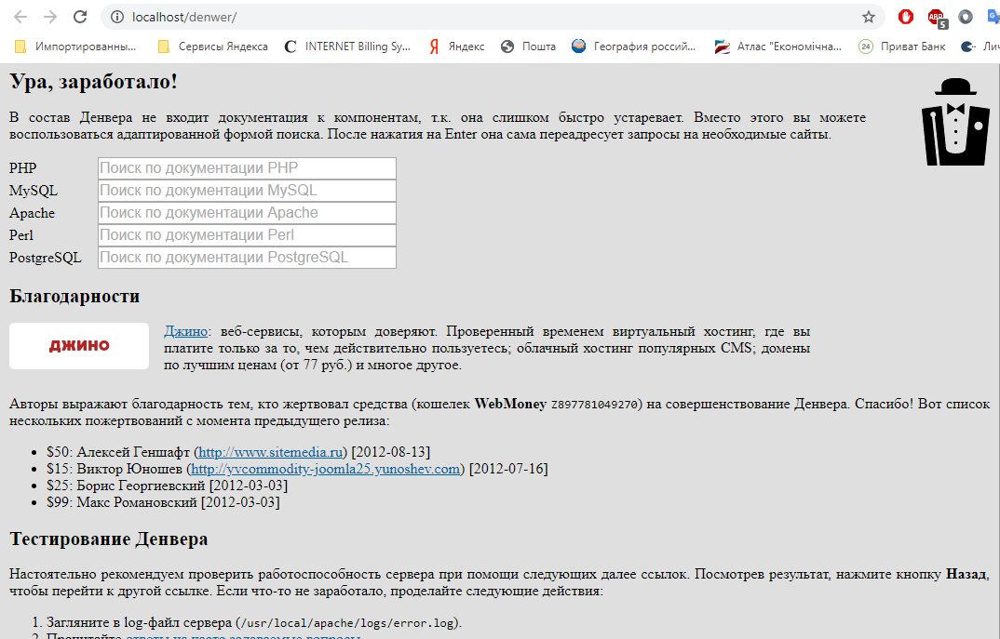 localhost/denwer/
ABP
5
Импортированны...
Сервисы Яндекса
INTERNET Billing Sy...
Яндекс
Почта
География россий...
Атлас "Економічна...
24
Приват Банк
Ура, заработало!
В состав Денвера не входит документация к компонентам, т.к. она слишком быстро устаревает. Вместо этого вы можете
воспользоваться адаптированной формой поиска. После нажатия на Enter она сама переадресует запросы на необходимые сайты.
PHP Поиск по документации PHP
MySQL Поиск по документации MySQL
Apache Поиск по документации Apache
Perl Поиск по документации Perl
PostgreSQL Поиск по документации PostgreSQL
Благодарности
джино
Джино: веб-сервисы, которым доверяют. Проверенный временем виртуальный хостинг, где вы
платите только за то, чем действительно пользуетесь; облачный хостинг популярных CMS; домены
по лучшим ценам (от 77 руб.) и многое другое.
Авторы выражают благодарность тем, кто жертвовал средства (кошелек WebMoney Z897781049270) на совершенствование Денвера. Спасибо! Вот список
нескольких пожертвований с момента предыдущего релиза:
• $50: Алексей Геншафт (http://www.sitemedia.ru) [2012-08-13]
• $15: Виктор Юношев (http://yvcommodity-joomla25.yunoshev.com) [2012-07-16]
• $25: Борис Георгиевский [2012-03-03]
• $99: Макс Романовский [2012-03-03]
Тестирование Денвера
Настоятельно рекомендуем проверить работоспособность сервера при помощи следующих далее ссылок. Посмотрев результат, нажмите кнопку Назад,
чтобы перейти к другой ссылке. Если что-то не заработало, проделайте следующие действия:
1. Загляните в log-файл сервера (/usr/local/apache/logs/error.log).
2. Прочитайте ответы на часто задаваемые вопросы